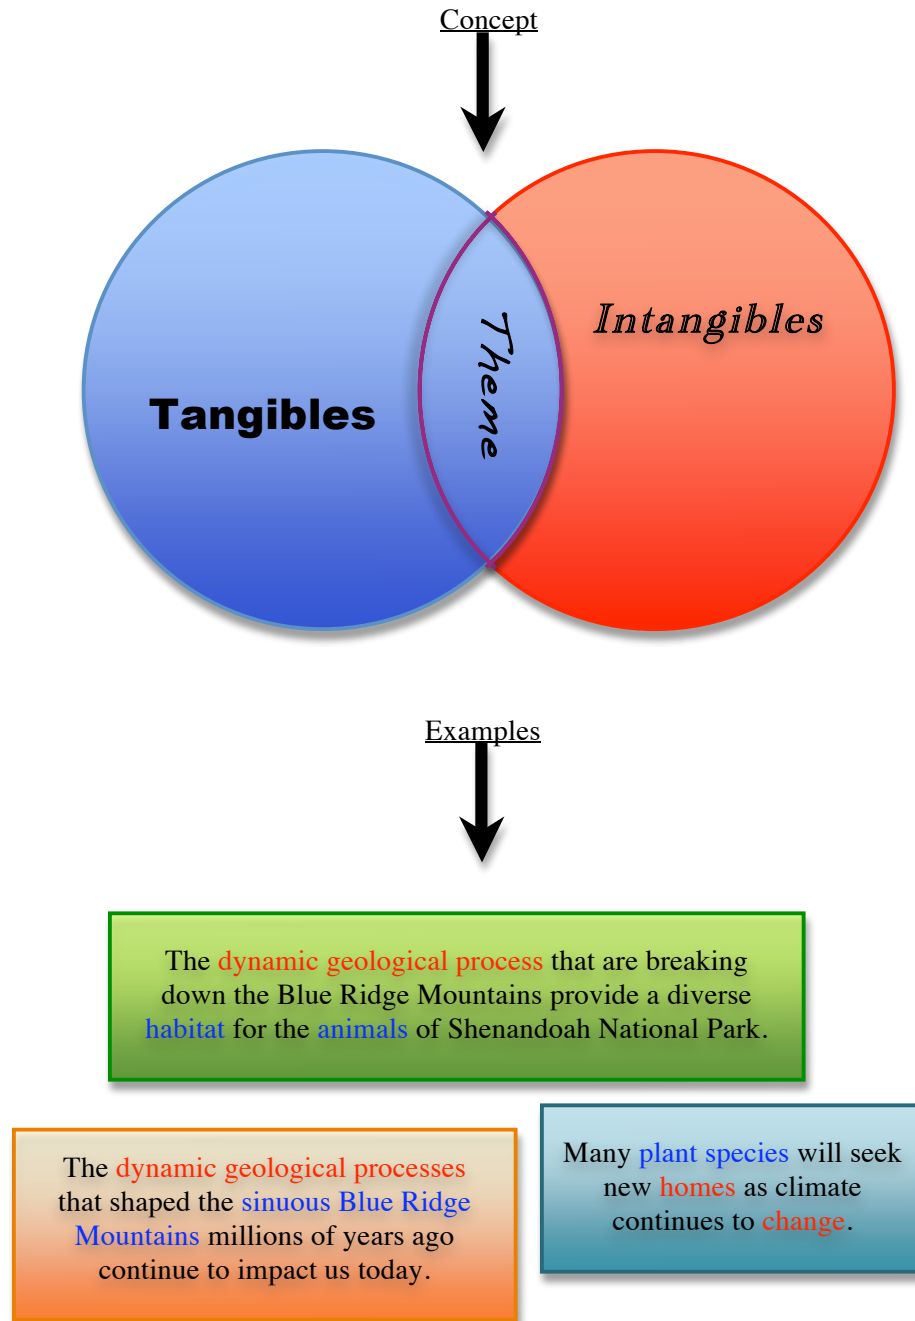 Concept
Tangibles
Theme
Intangibles
Examples
The dynamic geological process that are breaking
down the Blue Ridge Mountains provide a diverse
habitat for the animals of Shenandoah National Park.
The dynamic geological processes
that shaped the sinuous Blue Ridge
Mountains millions of years ago
continue to impact us today.
Many plant species will seek
new homes as climate
continues to change.